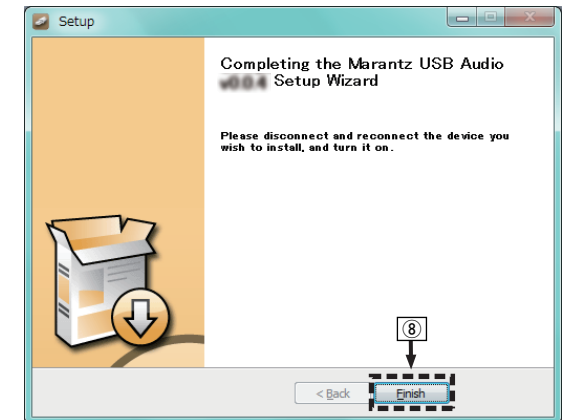 Setup
Completing the Marantz USB Audio
Setup Wizard
Please disconnect and reconnect the device you
wish to install, and turn it on.
⑧
< Back
Finish